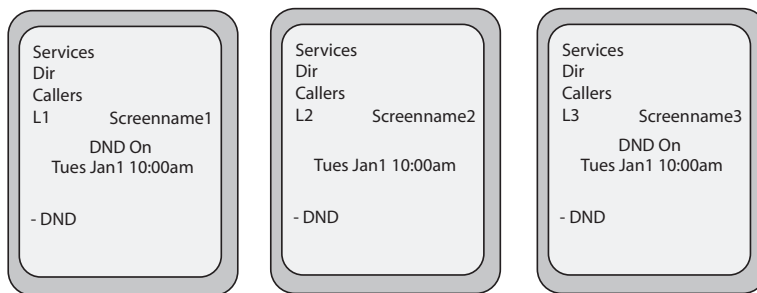 Services
Dir
Callers
L1 Screenname1
DND On
Tues Jan1 10:00am
- DND
Services
Dir
Callers
L2 Screenname2
Tues Jan1 10:00am
- DND
Services
Dir
Callers
L3 Screenname3
DND On
Tues Jan1 10:00am
- DND